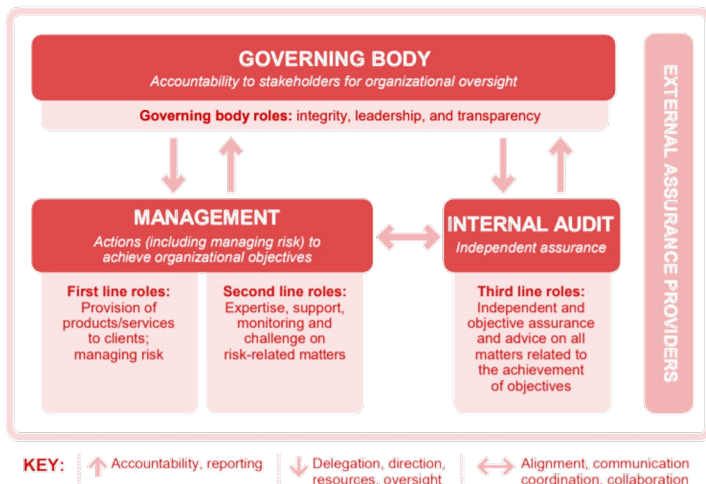 GOVERNING BODY
Accountability to stakeholders for organizational oversight
Governing body roles: integrity, leadership, and transparency
MANAGEMENT
Actions (including managing risk) to
achieve organizational objectives
First line roles:
Provision of
products/services
to clients;
managing risk
Second line roles:
Expertise, support,
monitoring and
challenge on
risk-related matters
INTERNAL AUDIT
Independent assurance
Third line roles:
Independent and
objective assurance
and advice on all
matters related to
the achievement
of objectives
EXTERNAL ASSURANCE PROVIDERS
KEY:
Accountability, reporting
Delegation, direction,
resources, oversight
Alignment, communication
coordination, collaboration